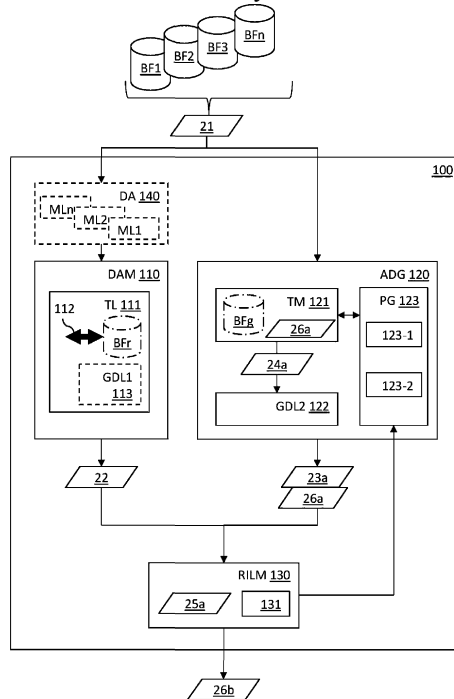 BF1 BF2 BF3 BFn
21
100
DA 140
MLn
ML2
ML1
DAM 110
ADG 120
TL 111
112
BFr
GDL1
113
TM 121
BFg
26a
PG 123
123-1
123-2
24a
GDL2 122
22
23a
26a
RILM 130
25a
131
26b